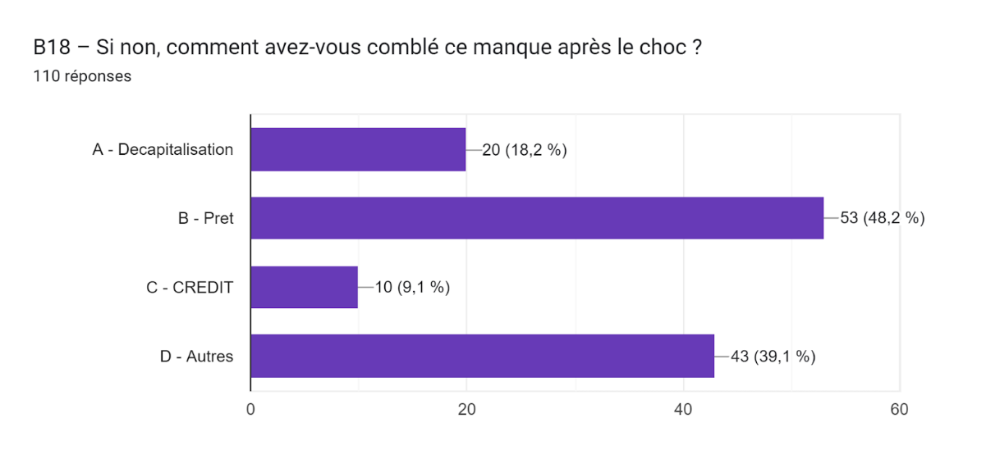 B18 – Si non, comment avez-vous comblé ce manque après le choc ?
110 réponses
A - Decapitalisation
20 (18,2 %)
B - Pret
53 (48,2 %)
C - CREDIT
10 (9,1 %)
D - Autres
43 (39,1 %)
0 20 40 60